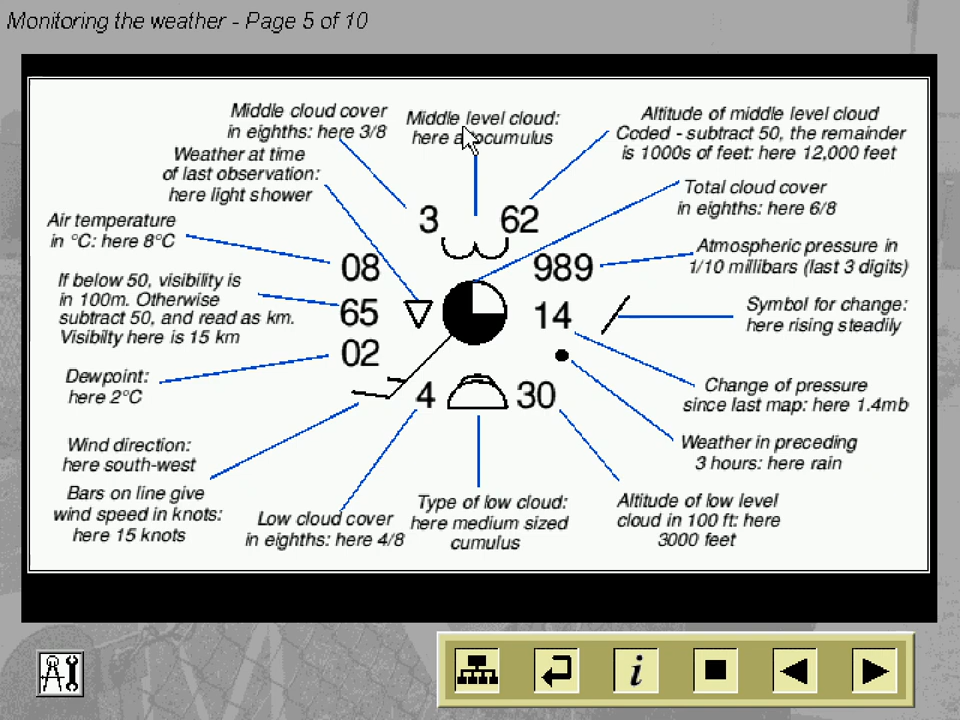 Monitoring the weather - Page 5 of 10
Middle cloud cover
in eighths: here 3/8
Middle level cloud:
here altocumulus
Altitude of middle level cloud
Coded - subtract 50, the remainder
is 1000s of feet: here 12,000 feet
Weather at time
of last observation:
here light shower
Total cloud cover
in eighths: here 6/8
Air temperature
in °C: here 8°C
3
62
Atmospheric pressure in
1/10 millibars (last 3 digits)
08
989
If below 50, visibility is
in 100m. Otherwise
subtract 50, and read as km.
Visibilty here is 15 km
65
14
Symbol for change:
here rising steadily
02
Dewpoint:
here 2°C
4
30
Change of pressure
since last map: here 1.4mb
Wind direction:
here south-west
Weather in preceding
3 hours: here rain
Bars on line give
wind speed in knots:
here 15 knots
Low cloud cover
in eighths: here 4/8
Type of low cloud:
here medium sized
cumulus
Altitude of low level
cloud in 100 ft: here
3000 feet
i